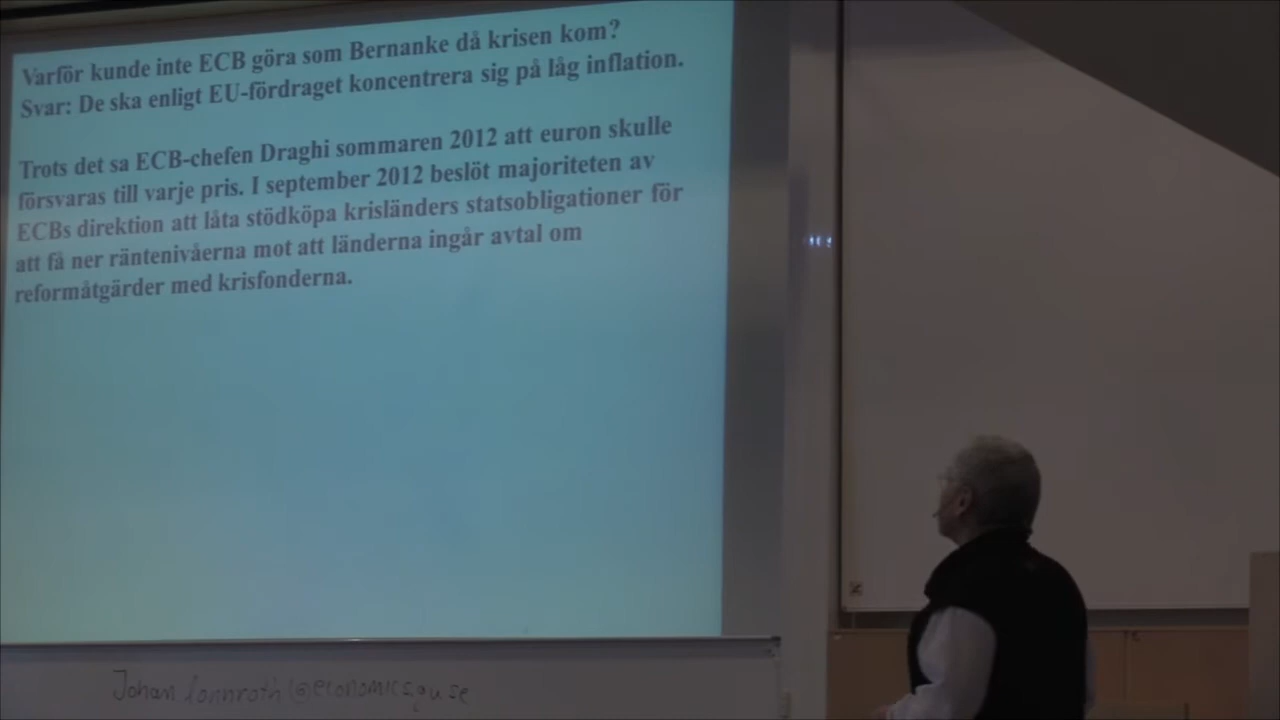 Varför kunde inte ECB göra som Bernanke då krisen kom?
Svar: De ska enligt EU-fördraget koncentrera sig på låg inflation.
Trots det sa ECB-chefen Draghi sommaren 2012 att euron skulle
försvaras till varje pris. I september 2012 beslöt majoriteten av
ECBs direktion att låta stödköpa krisländers statsobligationer för
att få ner räntenivåerna mot att länderna ingår avtal om
reformåtgärder med krisfonderna.
Johan lonnroth@economics.gu.se